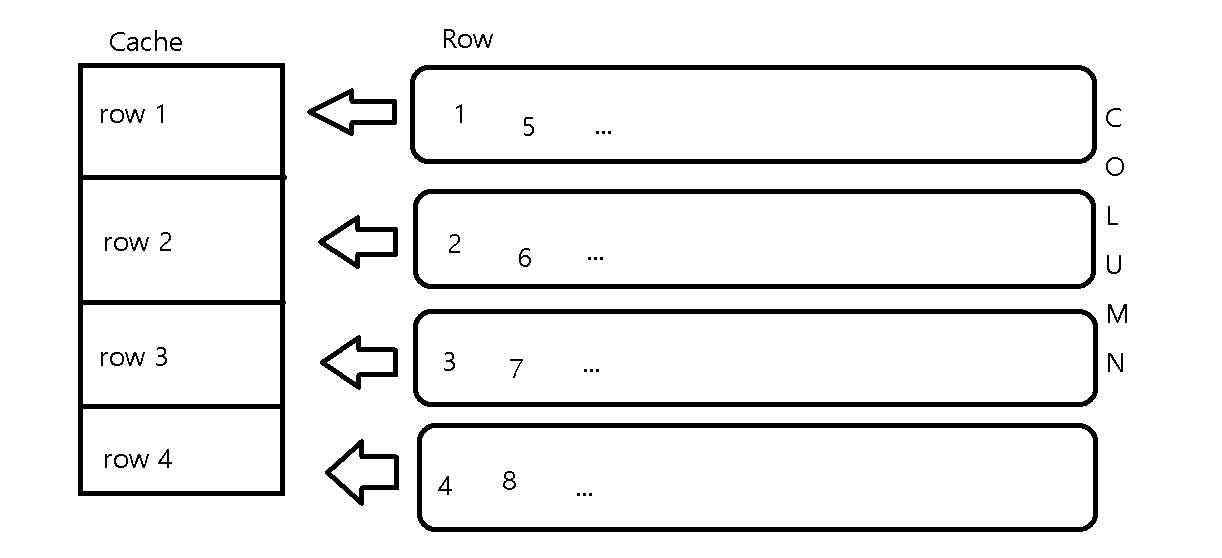 Cache
Row
row 1
1 5 ...
row 2
2 6 ...
row 3
3 7 ...
row 4
4 8 ...
C
O
L
U
M
N